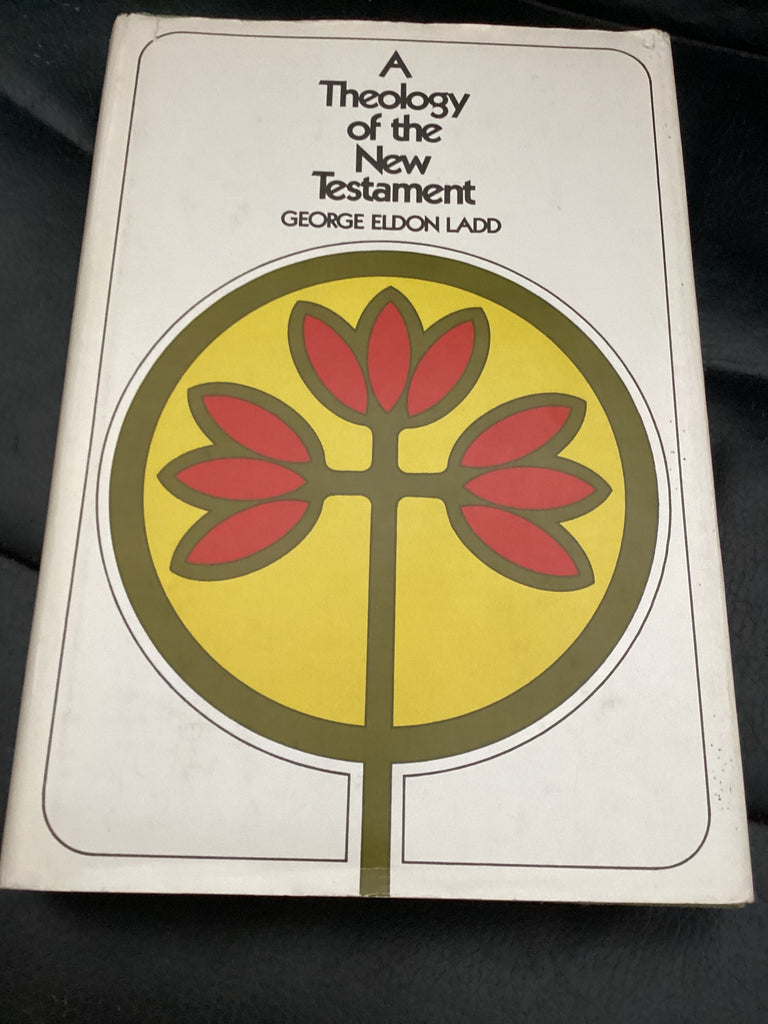 A
Theology
of the
New
Testament
GEORGE ELDON LADD